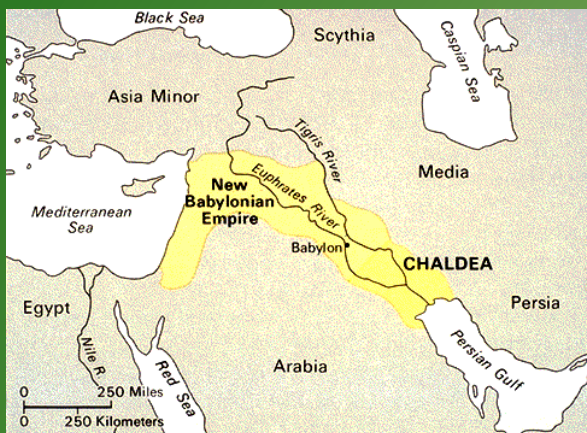 Black Sea
Scythia
Caspian Sea
Asia Minor
Tigris River
Media
Euphrates River
New
Babylonian
Empire
Mediterranean
Sea
Babylon
CHALDEA
Egypt
Persia
Nile R.
Red Sea
Arabia
Persian Gulf
0 250 Miles
0 250 Kilometers